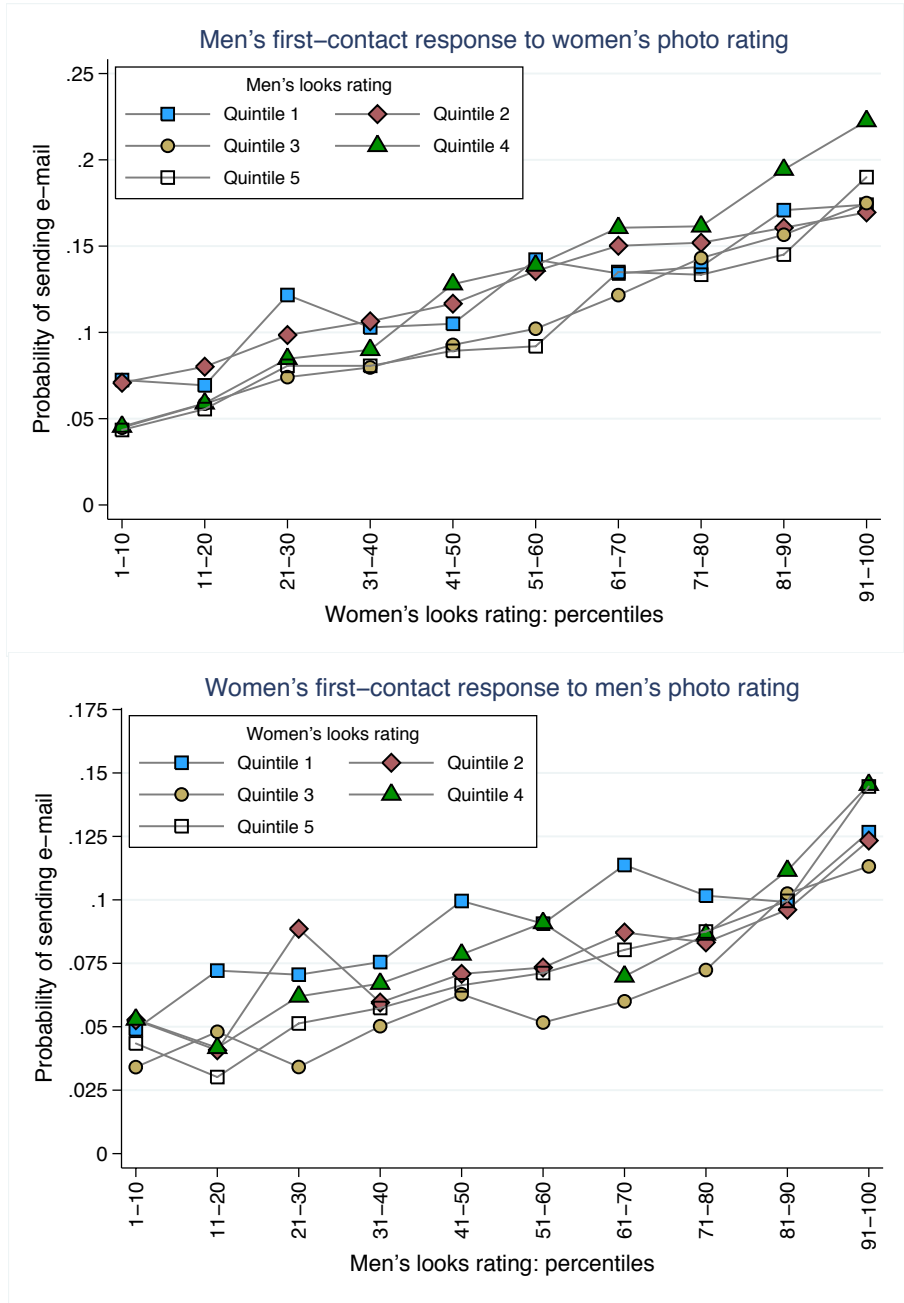 Men’s first−contact response to women’s photo rating
.25
.2
.15
.1
.05
0
Probability of sending e−mail
Men’s looks rating
Quintile 1 Quintile 2
Quintile 3 Quintile 4
Quintile 5
1−10 11−20 21−30 31−40 41−50 51−60 61−70 71−80 81−90 91−100
Women’s looks rating: percentiles
Women’s first−contact response to men’s photo rating
.175
.15
.125
.1
.075
.05
.025
0
Probability of sending e−mail
Women’s looks rating
Quintile 1 Quintile 2
Quintile 3 Quintile 4
Quintile 5
1−10 11−20 21−30 31−40 41−50 51−60 61−70 71−80 81−90 91−100
Men’s looks rating: percentiles